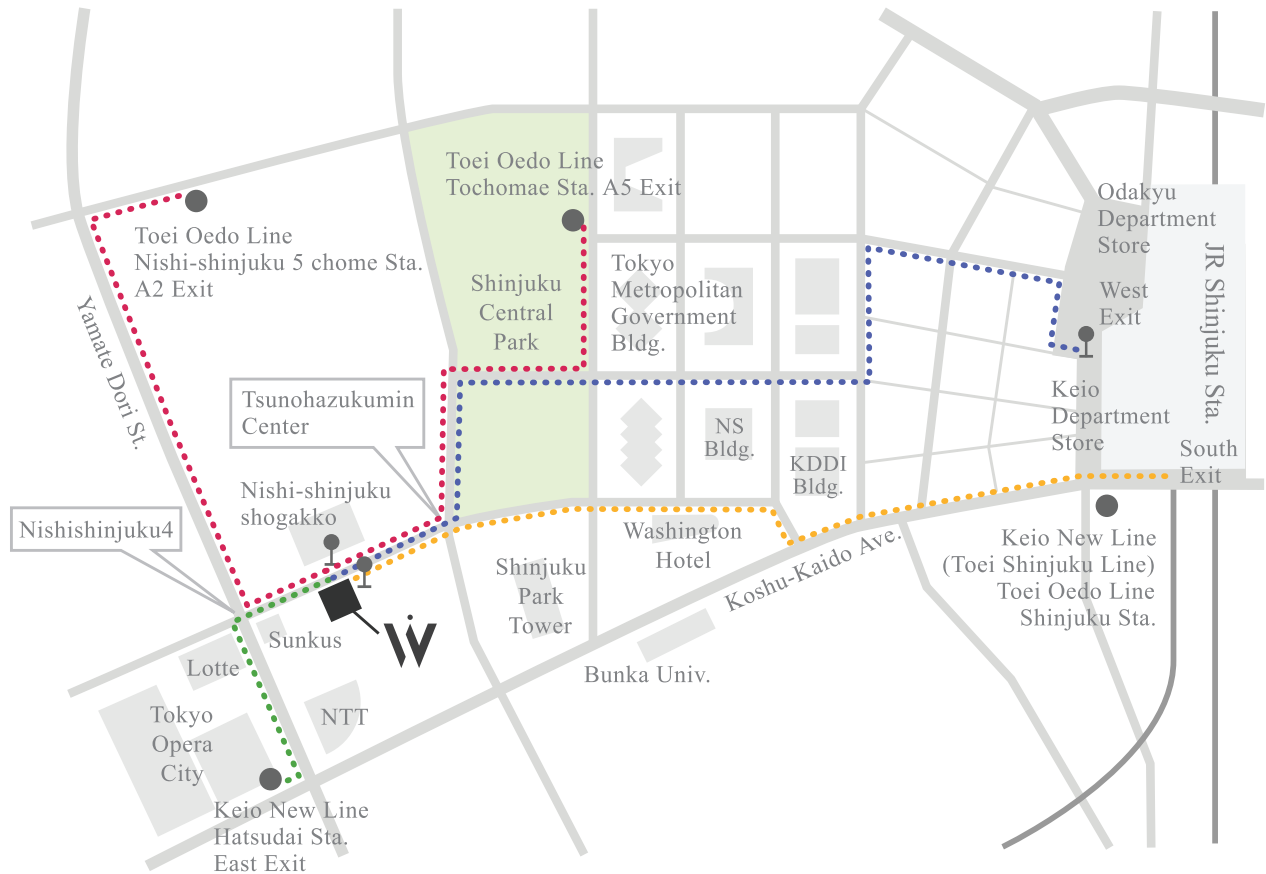 Toei Oedo Line
Tochomae Sta. A5 Exit
Odakyu
Department
Store
Toei Oedo Line
Nishi-shinjuku 5 chome Sta.
A2 Exit
Shinjuku
Central
Park
Tokyo
Metropolitan
Government
Bldg.
West
Exit
JR Shinjuku Sta.
Yamate Dori St.
Tsunohazukumin
Center
Keio
Department
Store
NS
Bldg.
KDDI
Bldg.
South
Exit
Nishi-shinjuku
shogakko
Nishishinjuku4
Washington
Hotel
Koshu-Kaido Ave.
Keio New Line
(Toei Shinjuku Line)
Toei Oedo Line
Shinjuku Sta.
Shinjuku
Park
Tower
Sunkus
W
Lotte
Bunka Univ.
Tokyo
Opera
City
NTT
Keio New Line
Hatsudai Sta.
East Exit